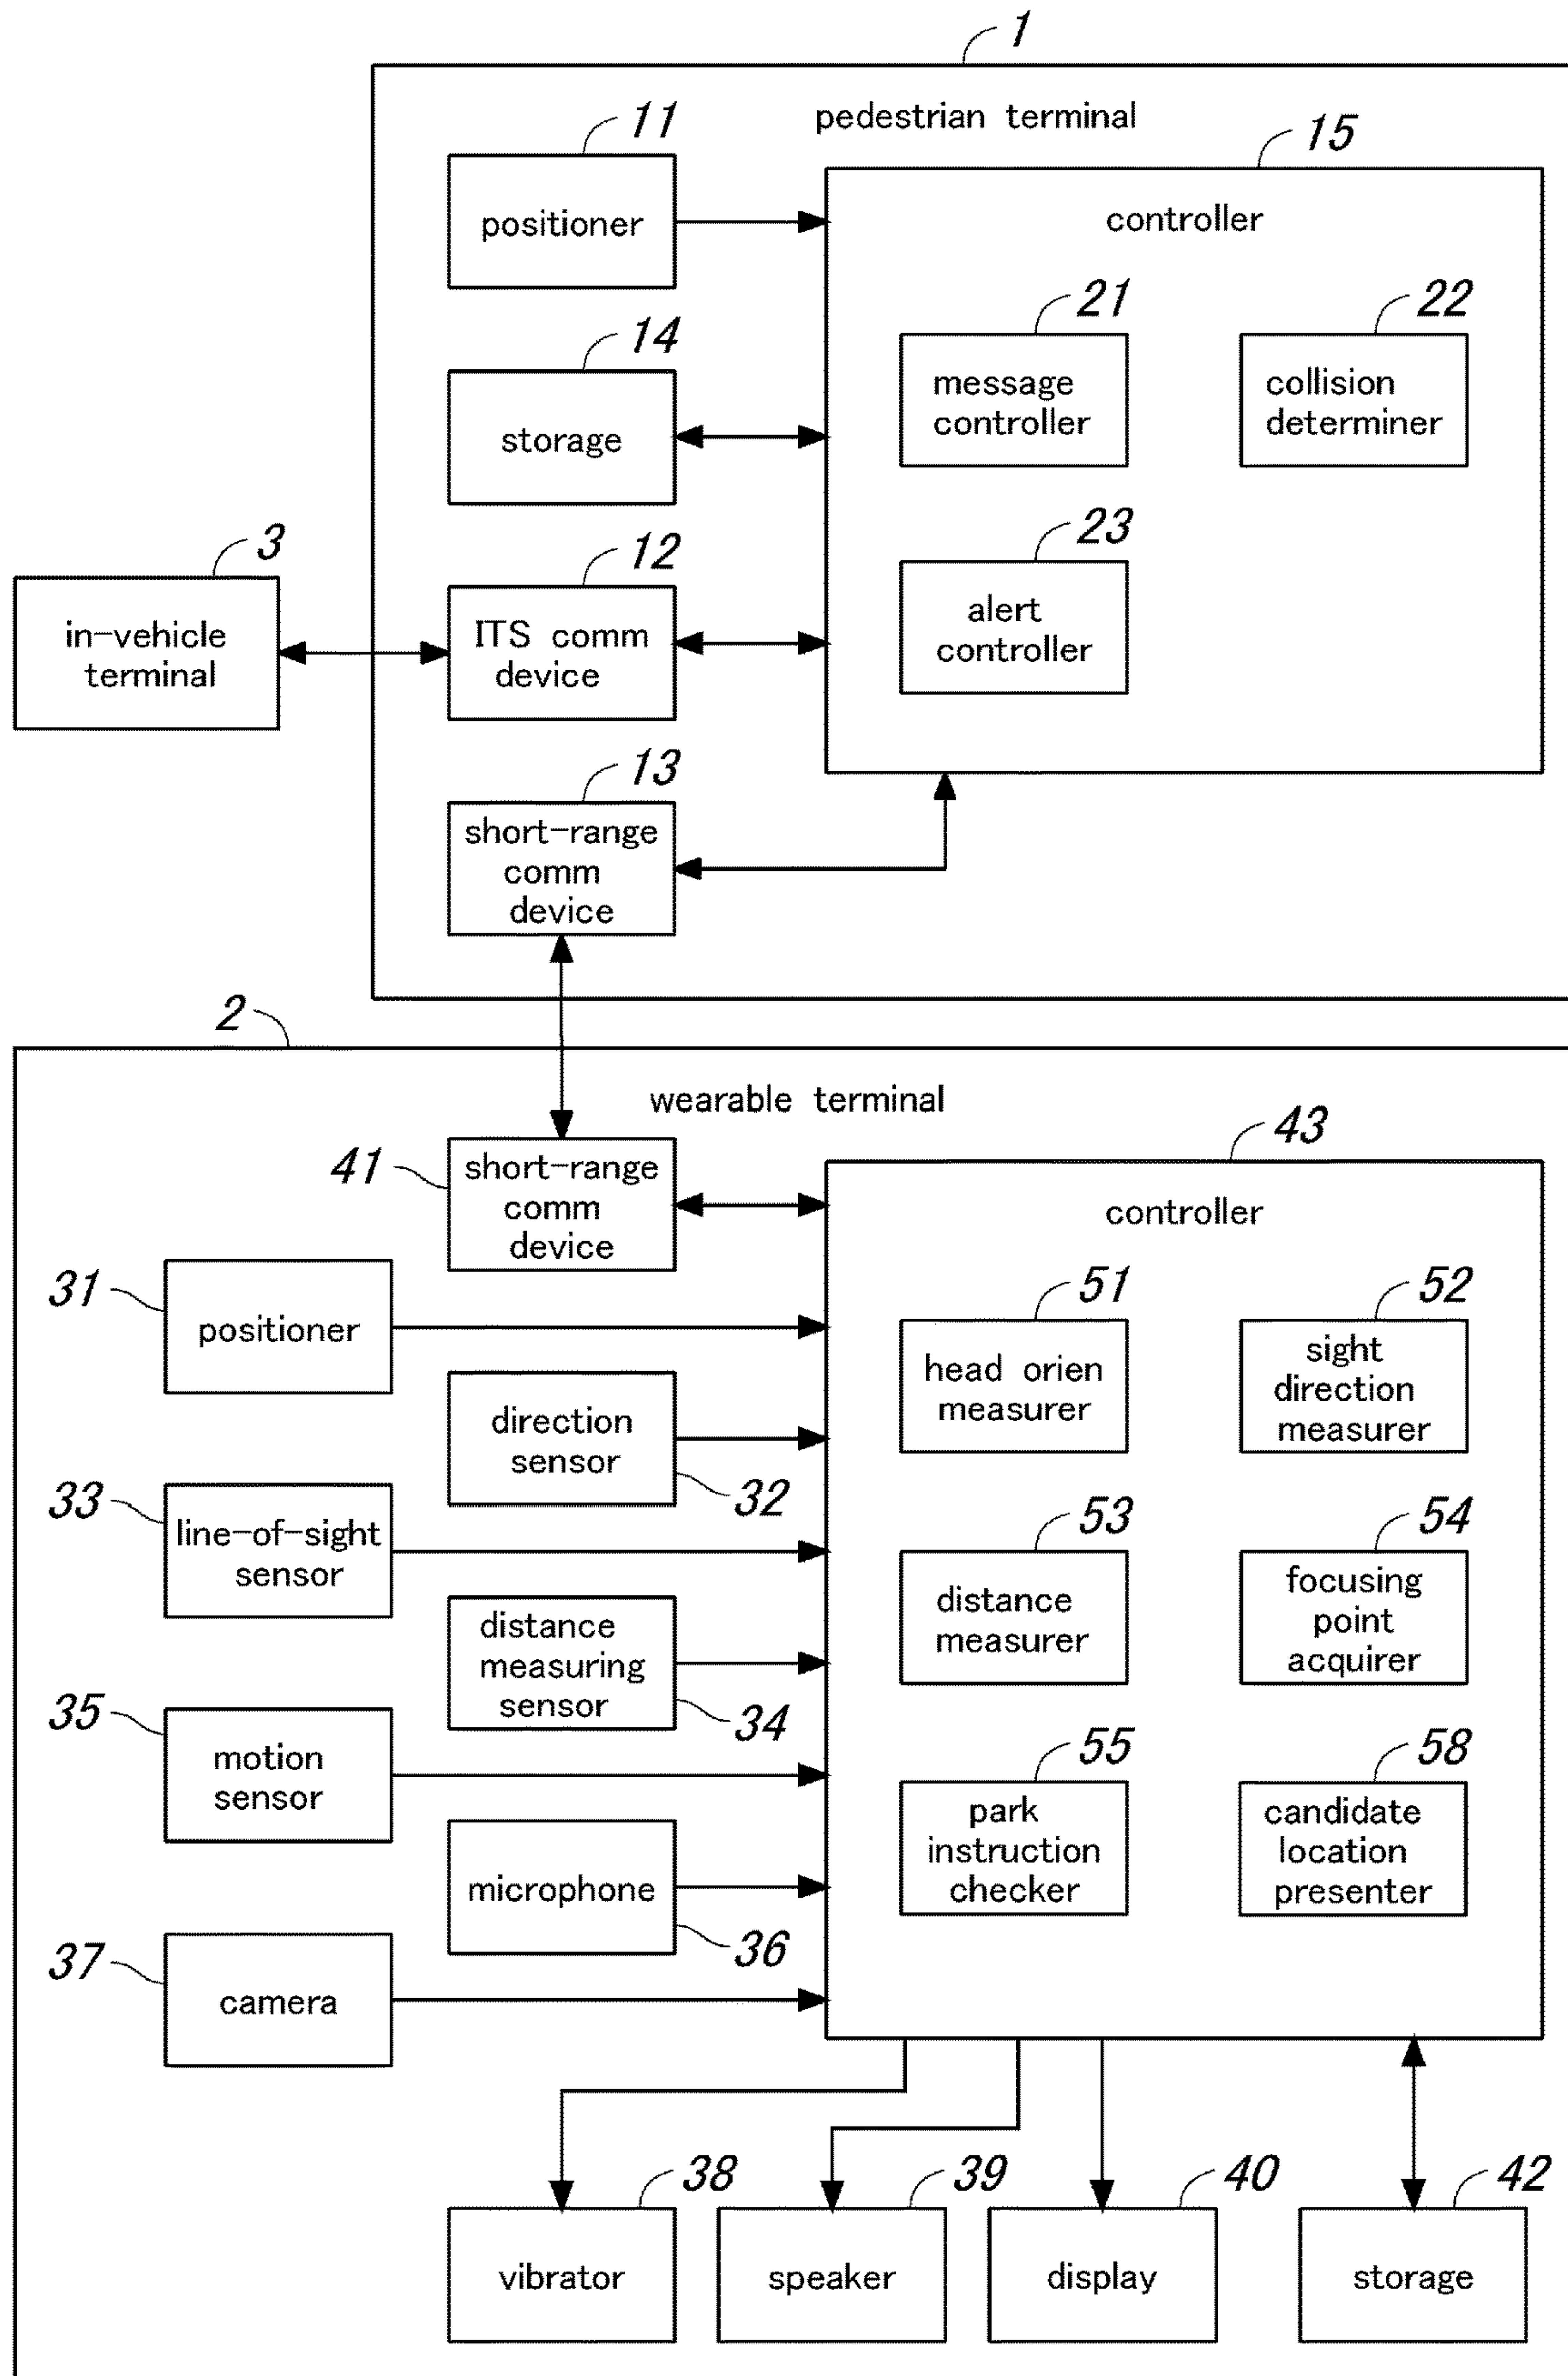 1
pedestrian terminal
11
positioner
15
controller
14
storage
21
message
controller
22
collision
determiner
3
in-vehicle
terminal
12
ITS comm
device
23
alert
controller
13
short-range
comm
device
2
wearable terminal
41
short-range
comm
device
43
controller
31
positioner
51
head orien
measurer
52
sight
direction
measurer
direction
sensor
32
33
line-of-sight
sensor
53
distance
measurer
54
focusing
point
acquirer
distance
measuring
sensor
34
35
motion
sensor
55
park
instruction
checker
58
candidate
location
presenter
microphone
36
37
camera
38
vibrator
39
speaker
40
display
42
storage